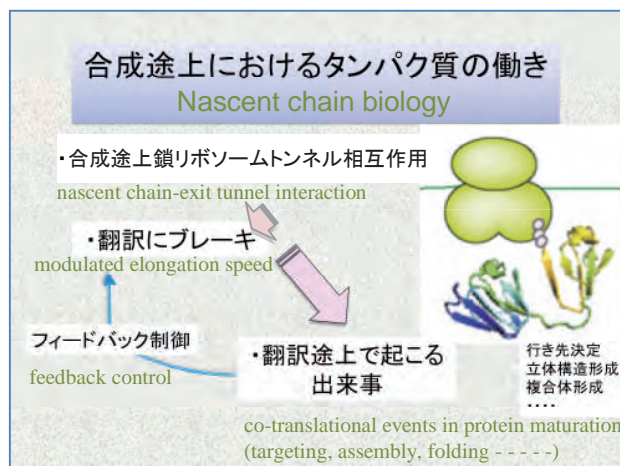 合成途上におけるタンパク質の働き
Nascent chain biology
・合成途上鎖リボソームトンネル相互作用
nascent chain-exit tunnel interaction
・翻訳にブレーキ
modulated elongation speed
フィードバック制御
feedback control
・翻訳途上で起こる
出来事
行き先決定
立体構造形成
複合体形成
・・・・
co-translational events in protein maturation
(targeting, assembly, folding - - - - -)